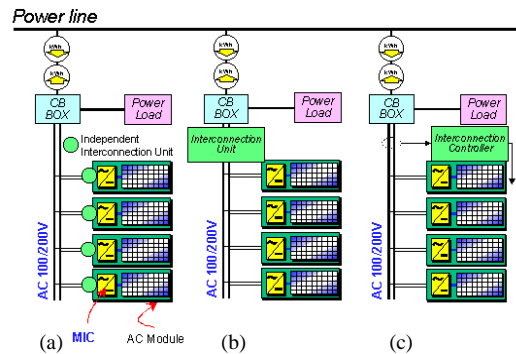 Power line
kWh
kWh
kWh
kWh
kWh
kWh
CB
BOX
Power
Load
CB
BOX
Power
Load
CB
BOX
Power
Load
Independent
Interconnection Unit
Interconnection
Unit
Interconnection
Controller
AC 100/200V
AC 100/200V
AC 100/200V
(a)
MIC
AC Module
(b)
(c)